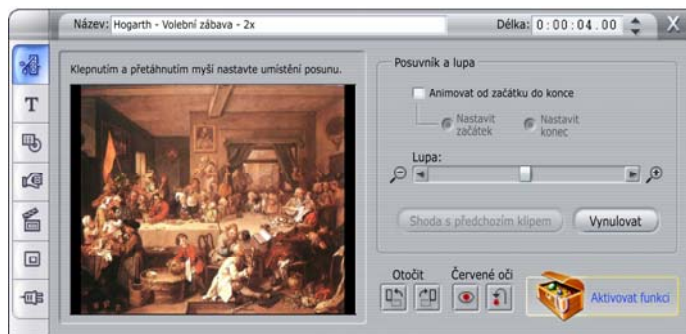 Název: Hogarth - Volební zábava - 2x
Délka: 0:00:04.00
X
Klepnutím a přetáhnutím myší nastavte umístění posunu.
Posuvník a lupa
Animovat od začátku do konce
Nastavit
začátek
Nastavit
konec
Lupa:
Shoda s předchozím klipem
Vynulovat
T
Otočit
Červené oči
Aktivovat funkci